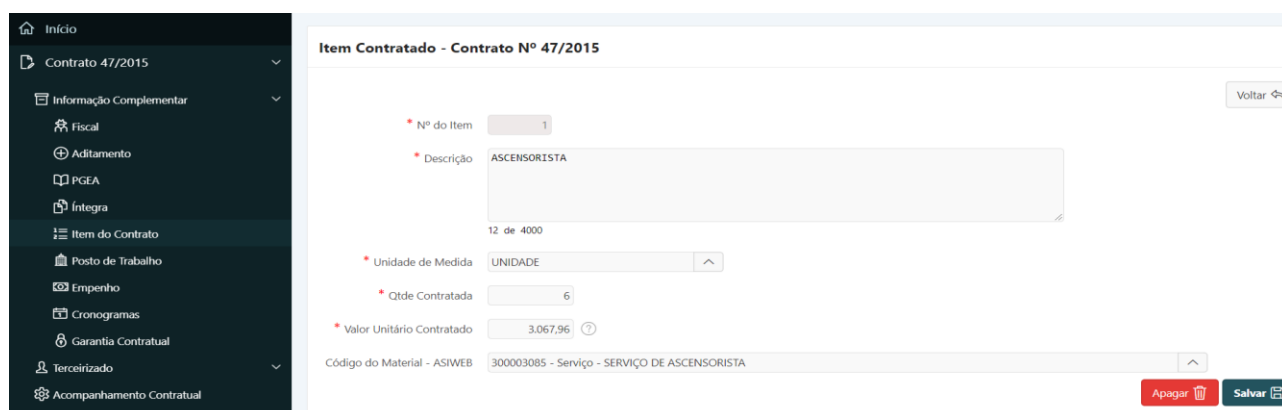 Início
Contrato 47/2015
Informação Complementar
Fiscal
Aditamento
PGEA
Íntegra
Item do Contrato
Posto de Trabalho
Empenho
Cronogramas
Garantia Contratual
Terceirizado
Acompanhamento Contratual
Item Contratado - Contrato Nº 47/2015
Voltar
* Nº do Item 1
* Descrição ASCENSORISTA
12 de 4000
* Unidade de Medida UNIDADE
* Qtde Contratada 6
* Valor Unitário Contratado 3.067,96 ?
Código do Material - ASIWEB 300003085 - Serviço - SERVIÇO DE ASCENSORISTA
Apagar Salvar